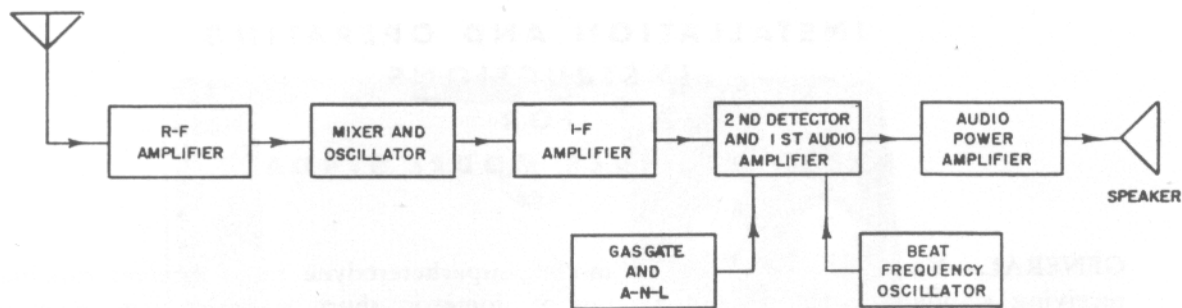 R-F
AMPLIFIER
MIXER AND
OSCILLATOR
I-F
AMPLIFIER
2 ND DETECTOR
AND 1 ST AUDIO
AMPLIFIER
AUDIO
POWER
AMPLIFIER
SPEAKER
GASGATE
AND
A-N-L
BEAT
FREQUENCY
OSCILLATOR